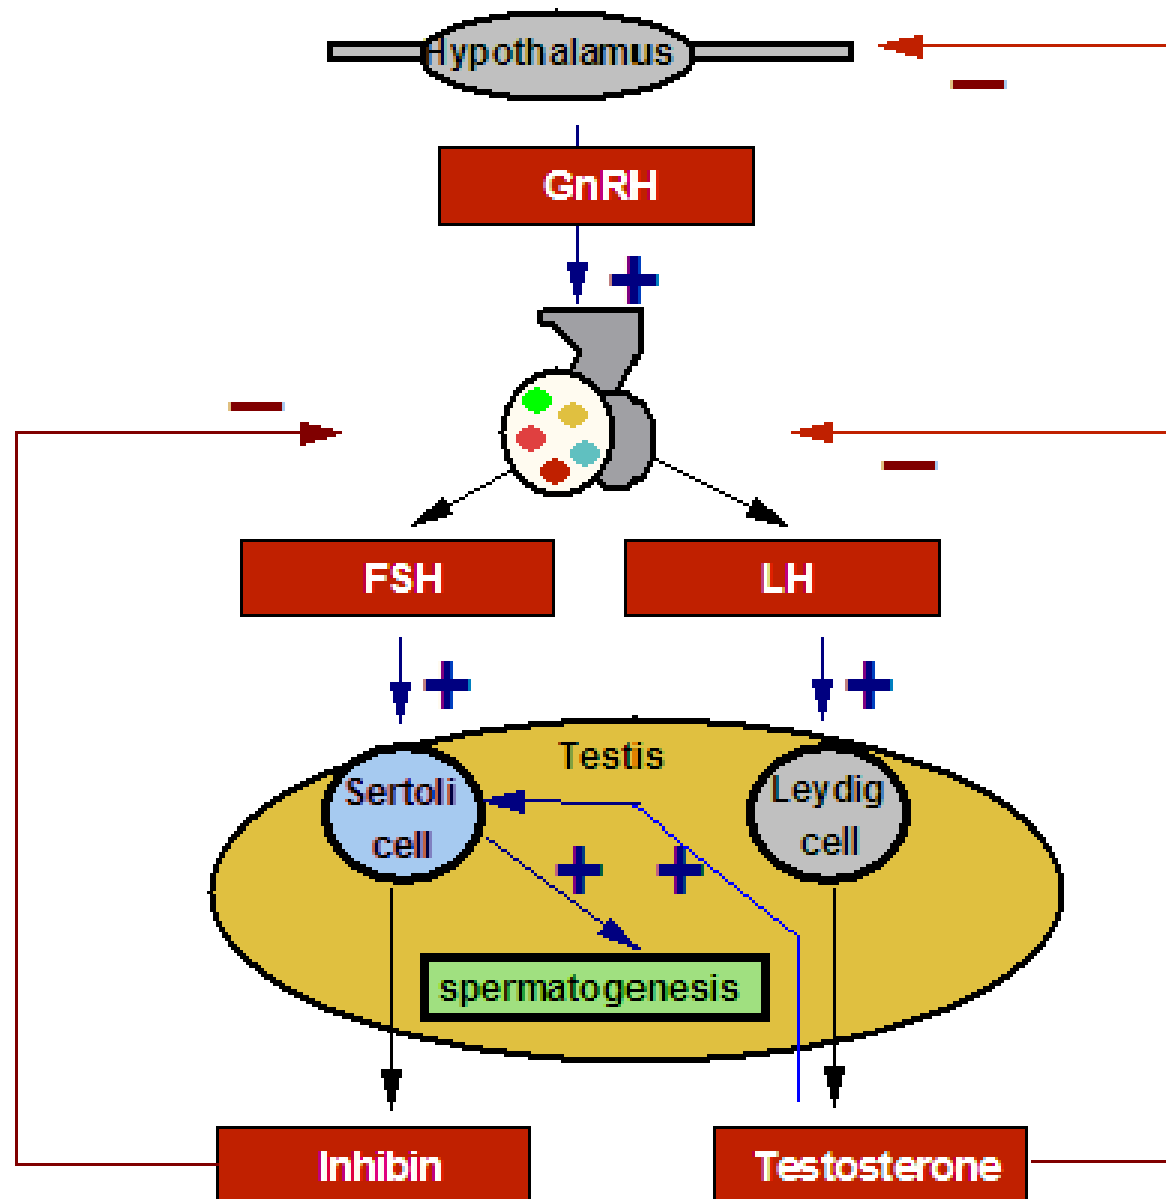 Hypothalamus
−
GnRH
+
−
−
FSH
LH
+
+
Testis
Sertoli
cell
Leydig
cell
+
+
spermatogenesis
Inhibin
Testosterone